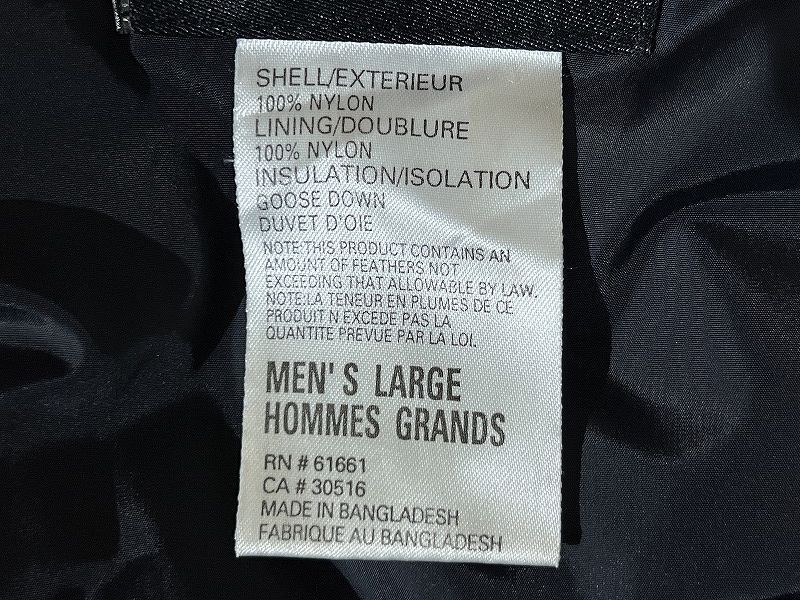 SHELL/EXTERIEUR
100% NYLON
LINING/DOUBLURE
100% NYLON
INSULATION/ISOLATION
GOOSE DOWN
DUVET D'OIE
NOTE:THIS PRODUCT CONTAINS AN
AMOUNT OF FEATHERS NOT
EXCEEDING THAT ALLOWABLE BY LAW.
NOTE:LA TENEUR EN PLUMES DE CE
PRODUIT N EXCEDE PAS LA
QUANTITE PREVUE PAR LA LOI.
MEN'S LARGE
HOMMES GRANDS
RN # 61661
CA # 30516
MADE IN BANGLADESH
FABRIQUE AU BANGLADESH